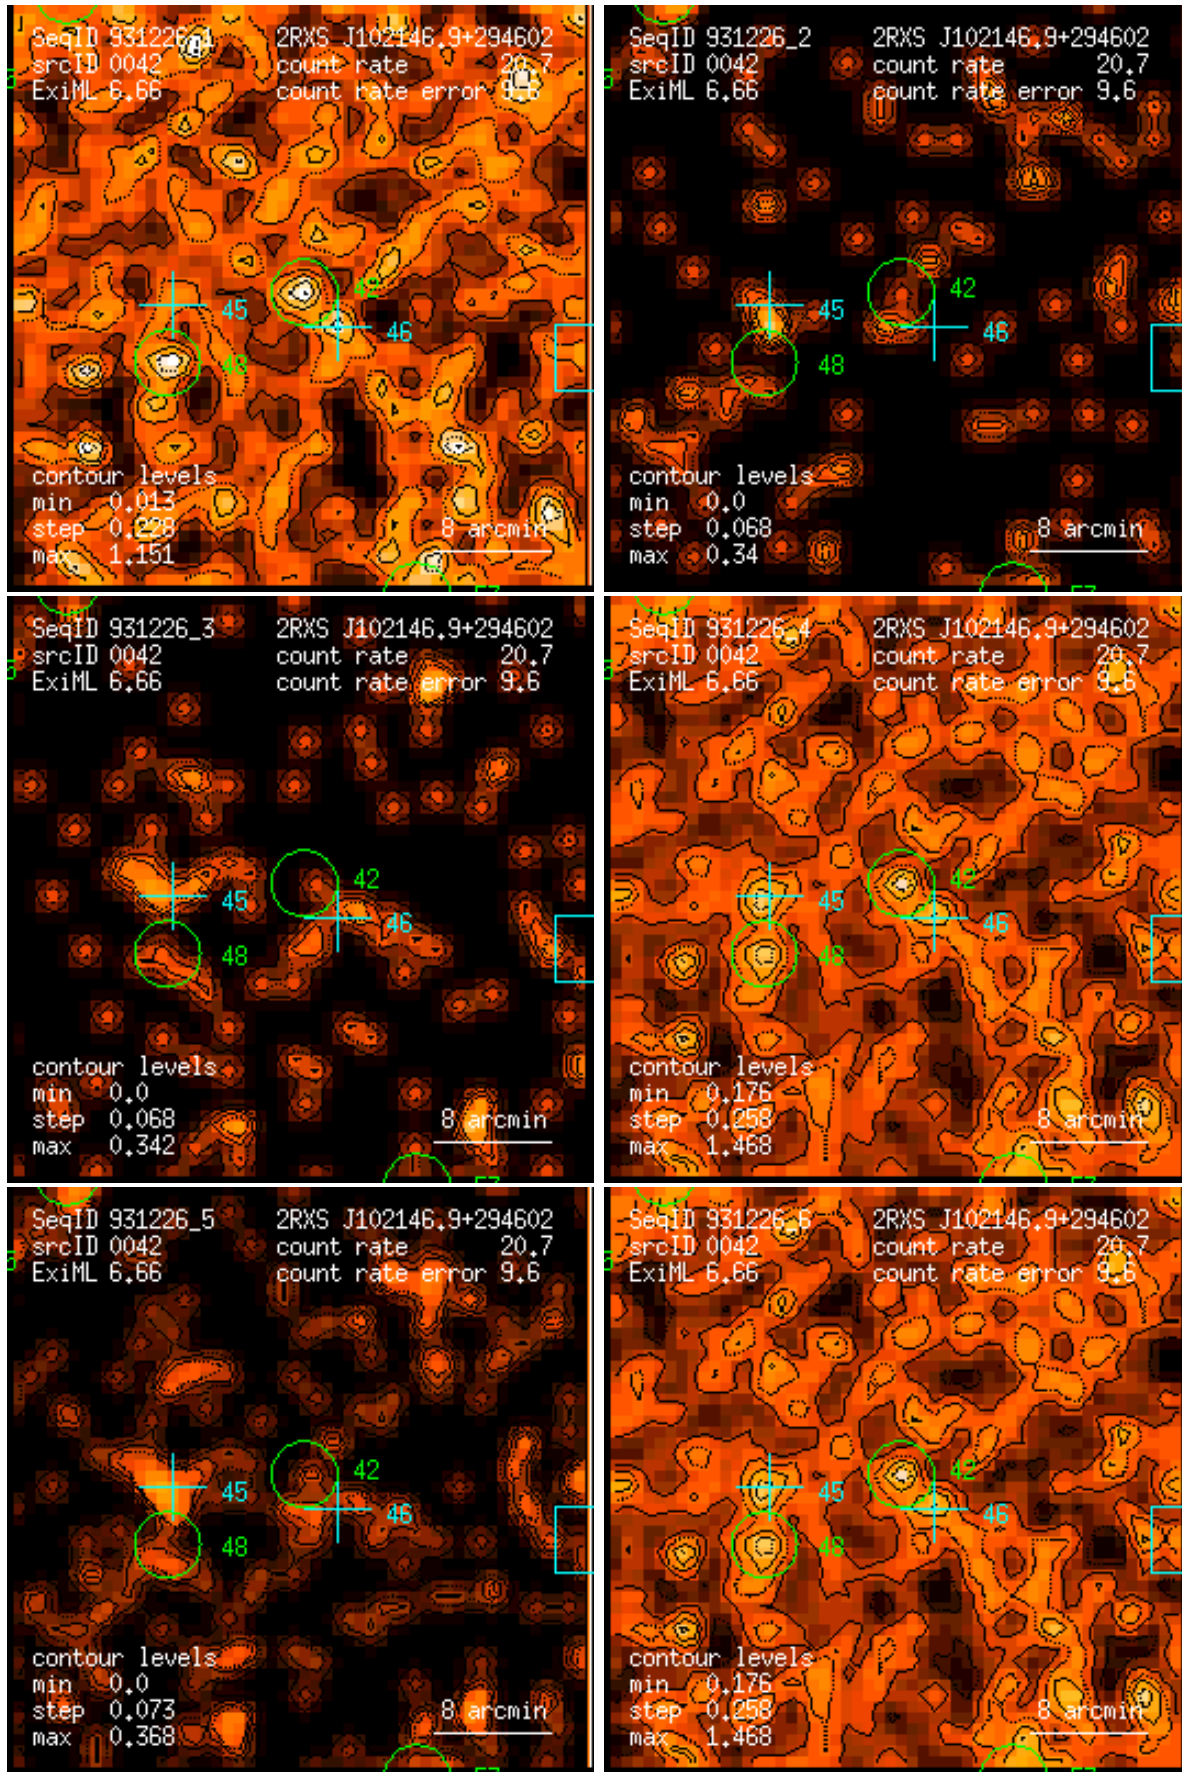 SeqID 931226_1 2RXS J102146.9+294602
srcID 0042 count rate 20.7
ExiML 6.66 count rate error 9.6
42
45
46
48
contour levels
min 0.013
step 0.228
max 1.151
8 arcmin
SeqID 931226_2 2RXS J102146.9+294602
srcID 0042 count rate 20.7
ExiML 6.66 count rate error 9.6
42
45
46
48
contour levels
min 0.0
step 0.068
max 0.34
8 arcmin
SeqID 931226_3 2RXS J102146.9+294602
srcID 0042 count rate 20.7
ExiML 6.66 count rate error 9.6
42
45
46
48
contour levels
min 0.0
step 0.068
max 0.342
8 arcmin
SeqID 931226_4 2RXS J102146.9+294602
srcID 0042 count rate 20.7
ExiML 6.66 count rate error 9.6
42
45
46
48
contour levels
min 0.176
step 0.258
max 1.468
8 arcmin
SeqID 931226_5 2RXS J102146.9+294602
srcID 0042 count rate 20.7
ExiML 6.66 count rate error 9.6
42
45
46
48
contour levels
min 0.0
step 0.073
max 0.368
8 arcmin
SeqID 931226_6 2RXS J102146.9+294602
srcID 0042 count rate 20.7
ExiML 6.66 count rate error 9.6
42
45
46
48
contour levels
min 0.176
step 0.258
max 1.468
8 arcmin